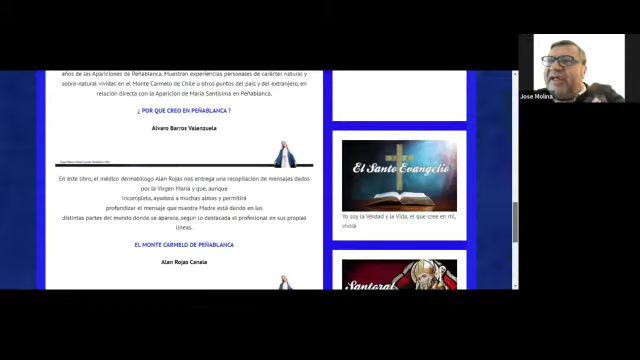 años de las Apariciones de Peñablanca. Muestran experiencias personales de carácter natural y
sobre-natural vividas en el Monte Carmelo de Chile u otros puntos del país y del extranjero, en
relación directa con la Aparición de María Santísima en Peñablanca.
¿ POR QUE CREO EN PEÑABLANCA ?
Alvaro Barros Valenzuela
En este libro, el médico dermatólogo Alan Rojas nos entrega una recopilación de mensajes dados
por la Virgen María y que, aunque
incompleto, ayudará a muchas almas y permitirá
profundizar el mensaje que nuestra Madre está dando en las
distintas partes del mundo donde se aparece, según lo destacada el profesional en sus propias
líneas.
EL MONTE CARMELO DE PEÑABLANCA
Alan Rojas Canala
El Santo Evangelio
Yo soy la Verdad y la Vida, el que cree en mí,
vivirá
Santoral
Jose Molina